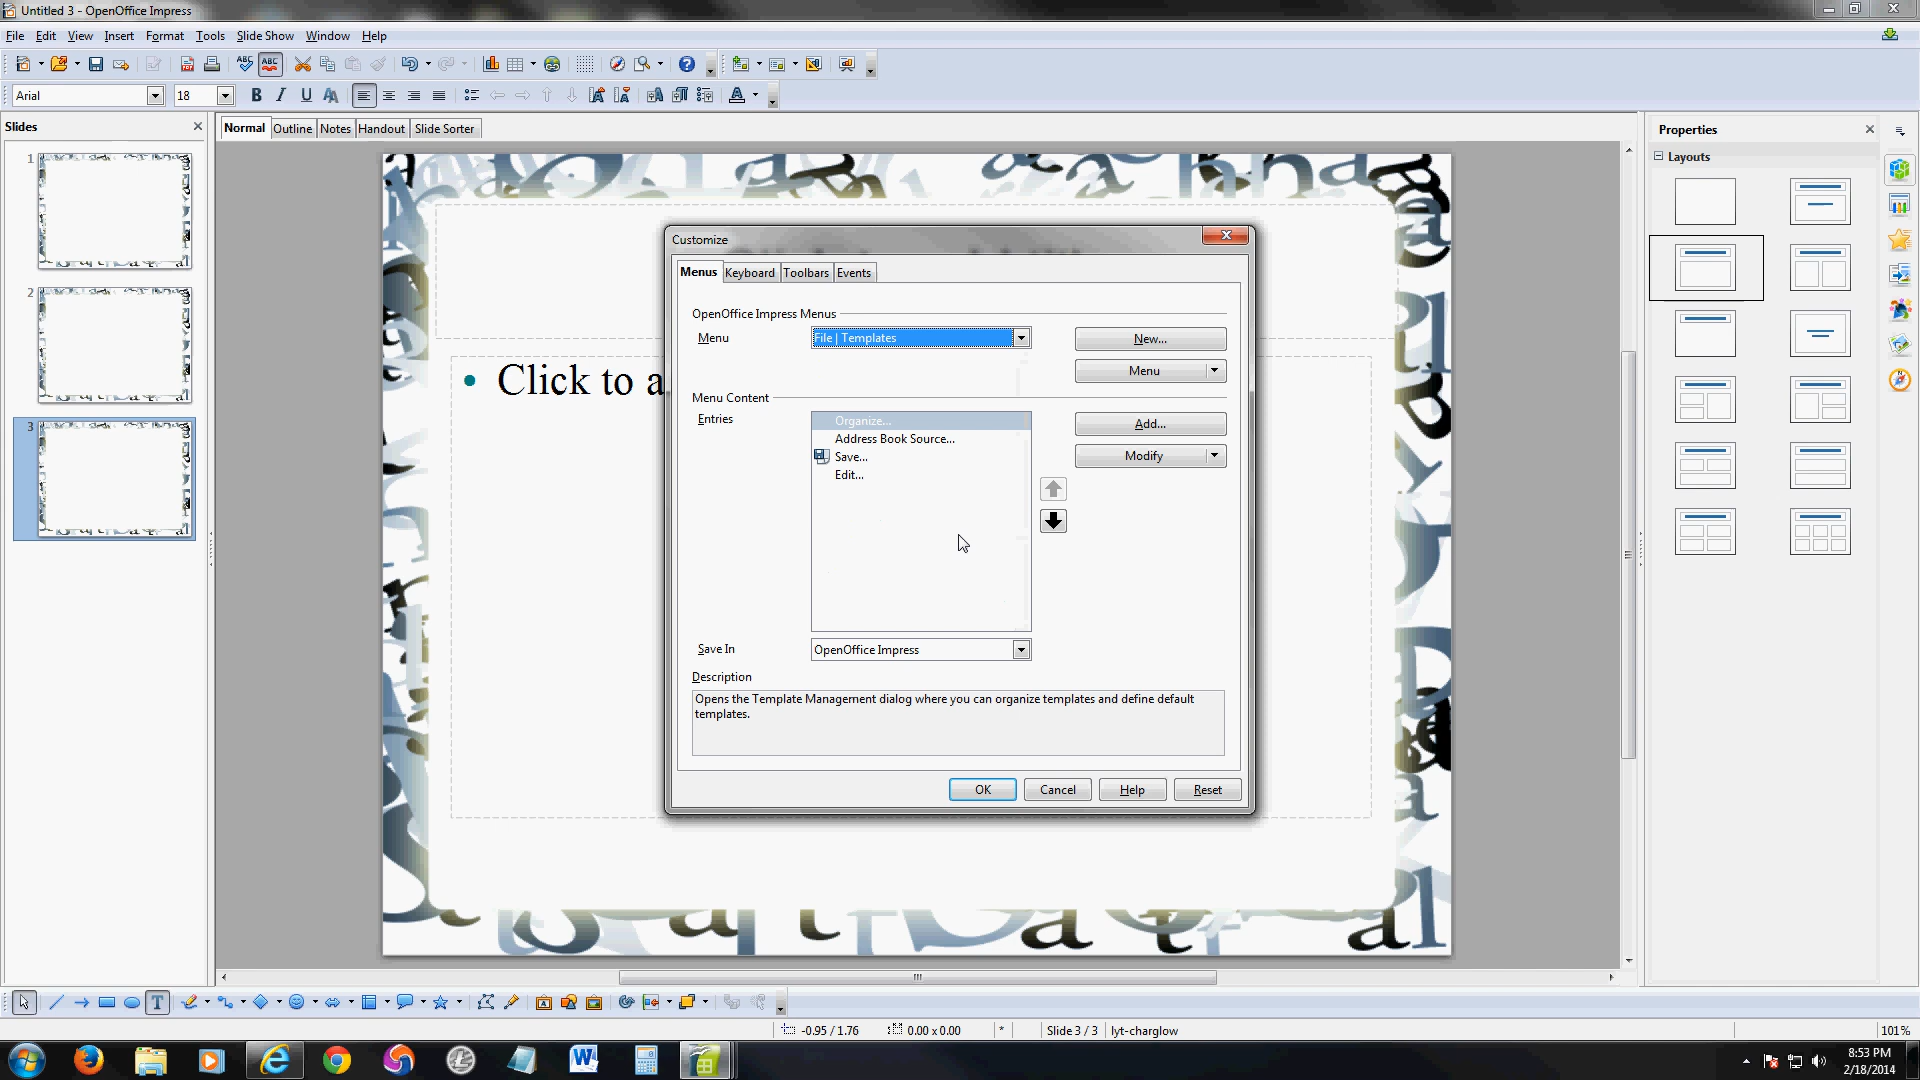 Untitled 3 - OpenOffice Impress
File Edit View Insert Format Tools Slide Show Window Help
Arial 18
Slides
Normal Outline Notes Handout Slide Sorter
Properties
Layouts
1
2
3
Click to a
Customize
Menus Keyboard Toolbars Events
OpenOffice Impress Menus
Menu File | Templates New...
Menu
Menu Content
Entries Organize... Add...
Address Book Source...
Save... Modify
Edit...
Save In OpenOffice Impress
Description
Opens the Template Management dialog where you can organize templates and define default
templates.
OK Cancel Help Reset
-0.95 / 1.76 0.00 x 0.00 * Slide 3 / 3 lyt-charglow 101%
8:53 PM
2/18/2014